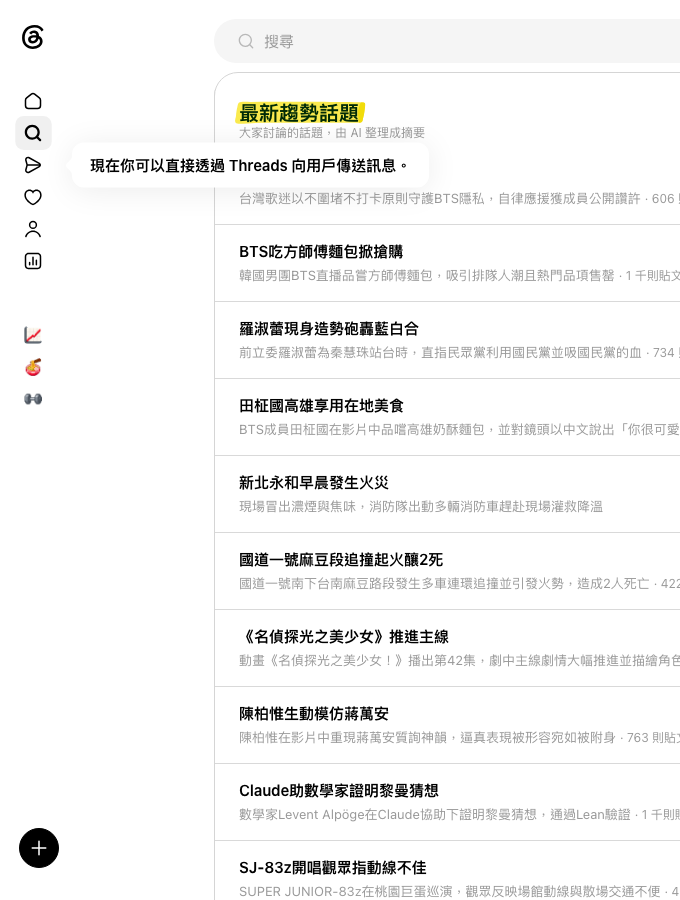 搜尋
最新趨勢話題
大家討論的話題，由 AI 整理成摘要
現在你可以直接透過 Threads 向用戶傳送訊息。
台灣歌迷以不圍堵不打卡原則守護BTS隱私，自律應援獲成員公開讚許 · 606
BTS吃方師傅麵包掀搶購
韓國男團BTS直播品嘗方師傅麵包，吸引排隊人潮且熱門品項售罄 · 1 千則貼文
羅淑蕾現身造勢砲轟藍白合
前立委羅淑蕾為秦慧珠站台時，直指民眾黨利用國民黨並吸國民黨的血 · 734
田柾國高雄享用在地美食
BTS成員田柾國在影片中品嚐高雄奶酥麵包，並對鏡頭以中文說出「你很可愛
新北永和早晨發生火災
現場冒出濃煙與焦味，消防隊出動多輛消防車趕赴現場灌救降溫
國道一號麻豆段追撞起火釀2死
國道一號南下台南麻豆路段發生多車連環追撞並引發火勢，造成2人死亡 · 422
《名偵探光之美少女》推進主線
動畫《名偵探光之美少女！》播出第42集，劇中主線劇情大幅推進並描繪角色
陳柏惟生動模仿蔣萬安
陳柏惟在影片中重現蔣萬安質詢神韻，逼真表現被形容宛如被附身 · 763 則貼文
Claude助數學家證明黎曼猜想
數學家Levent Alpöge在Claude協助下證明黎曼猜想，通過Lean驗證 · 1 千則
SJ-83z開唱觀眾指動線不佳
SUPER JUNIOR-83z在桃園巨蛋巡演，觀眾反映場館動線與散場交通不便 · 4